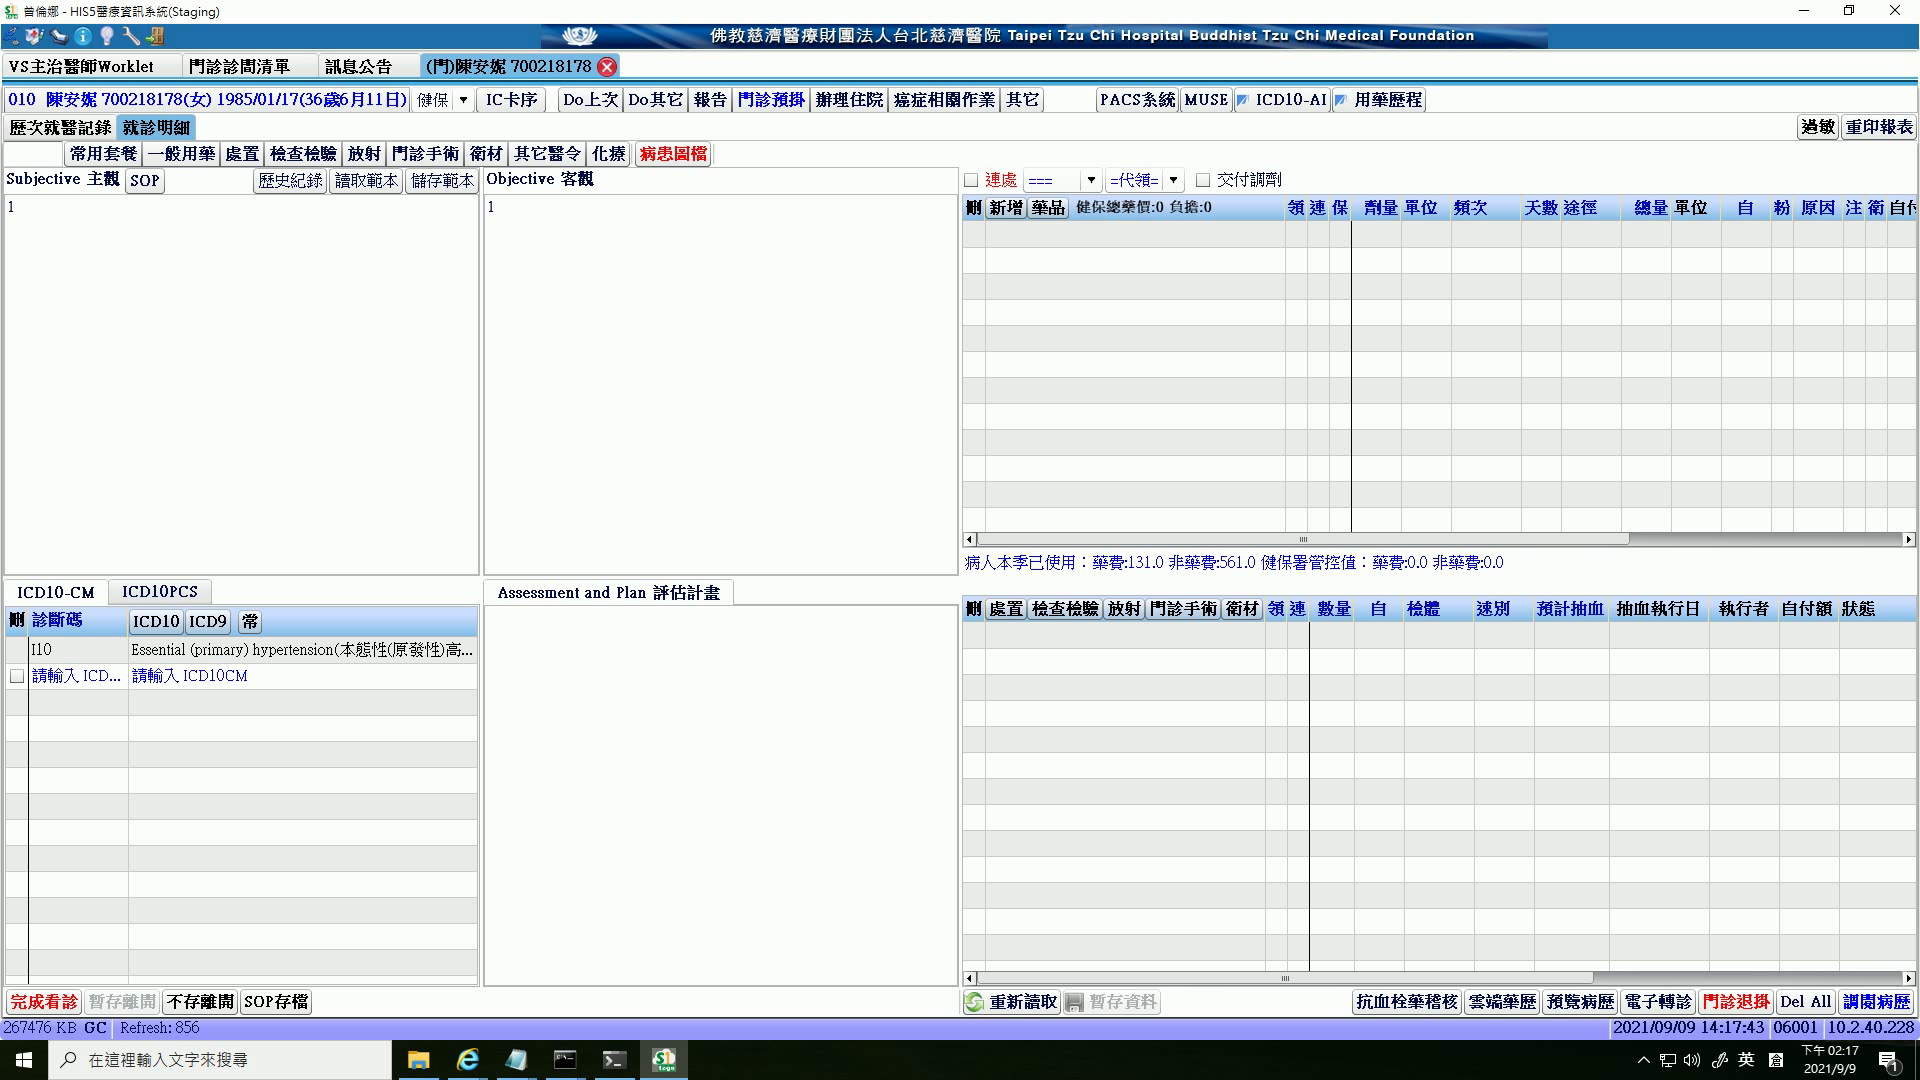 曾倫娜 - HIS5醫療資訊系統(Staging)
佛教慈濟醫療財團法人台北慈濟醫院 Taipei Tzu Chi Hospital Buddhist Tzu Chi Medical Foundation
VS主治醫師Worklet 門診診間清單 訊息公告 (門)陳安妮 700218178
010 陳安妮 700218178(女) 1985/01/17(36歲6月11日) 健保 IC卡序 Do上次 Do其它 報告 門診預掛 辦理住院 癌症相關作業 其它 PACS系統 MUSE ICD10-AI 用藥歷程
歷次就醫記錄 就診明細 過敏 重印報表
常用套餐 一般用藥 處置 檢查檢驗 放射 門診手術 衛材 其它醫令 化療 病患圖檔
Subjective 主觀 SOP 歷史紀錄 讀取範本 儲存範本 Objective 客觀 連處 === =代領= 交付調劑
1 1
刪 新增 藥品 健保總藥價:0 負擔:0 領 連 保 劑量 單位 頻次 天數 途徑 總量 單位 自 粉 原因 注 衛 自付
病人本季已使用：藥費:131.0 非藥費:561.0 健保署管控值：藥費:0.0 非藥費:0.0
ICD10-CM ICD10PCS Assessment and Plan 評估計畫
刪 診斷碼 ICD10 ICD9 常
刪 處置 檢查檢驗 放射 門診手術 衛材 領 連 數量 自 檢體 速別 預計抽血 抽血執行日 執行者 自付額 狀態
I10 Essential (primary) hypertension(本態性(原發性)高...
請輸入 ICD... 請輸入 ICD10CM
完成看診 暫存離開 不存離開 SOP存檔 重新讀取 暫存資料 抗血栓藥稽核 雲端藥歷 預覽病歷 電子轉診 門診退掛 Del All 調閱病歷
267476 KB GC Refresh: 856 2021/09/09 14:17:43 06001 10.2.40.228
在這裡輸入文字來搜尋 英 下午 02:17
2021/9/9 1